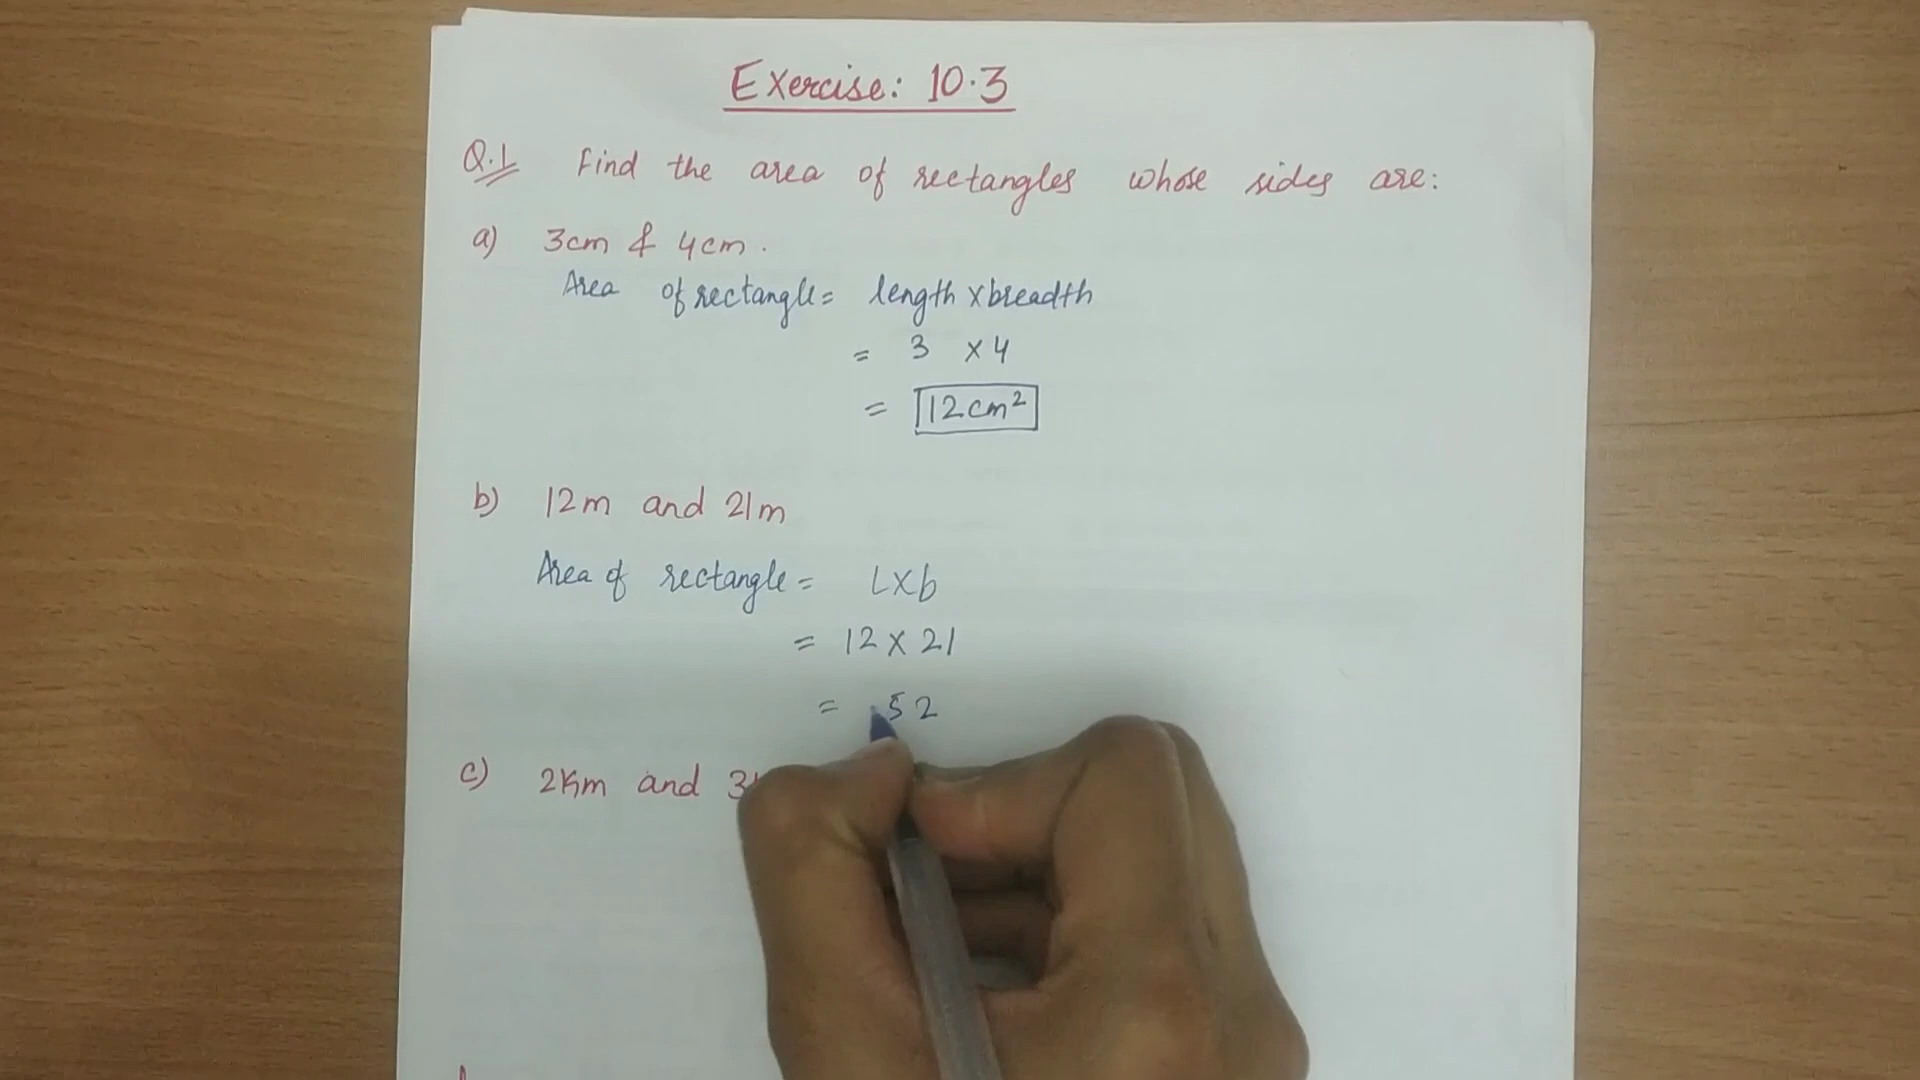 Exercise: 10.3
Q.1 Find the area of rectangles whose sides are:
a) 3cm & 4cm.
Area of rectangle = length x breadth
= 3 x 4
= 12cm²
b) 12m and 21m
Area of rectangle = L x b
= 12 x 21
= 52
c) 2Km and 3